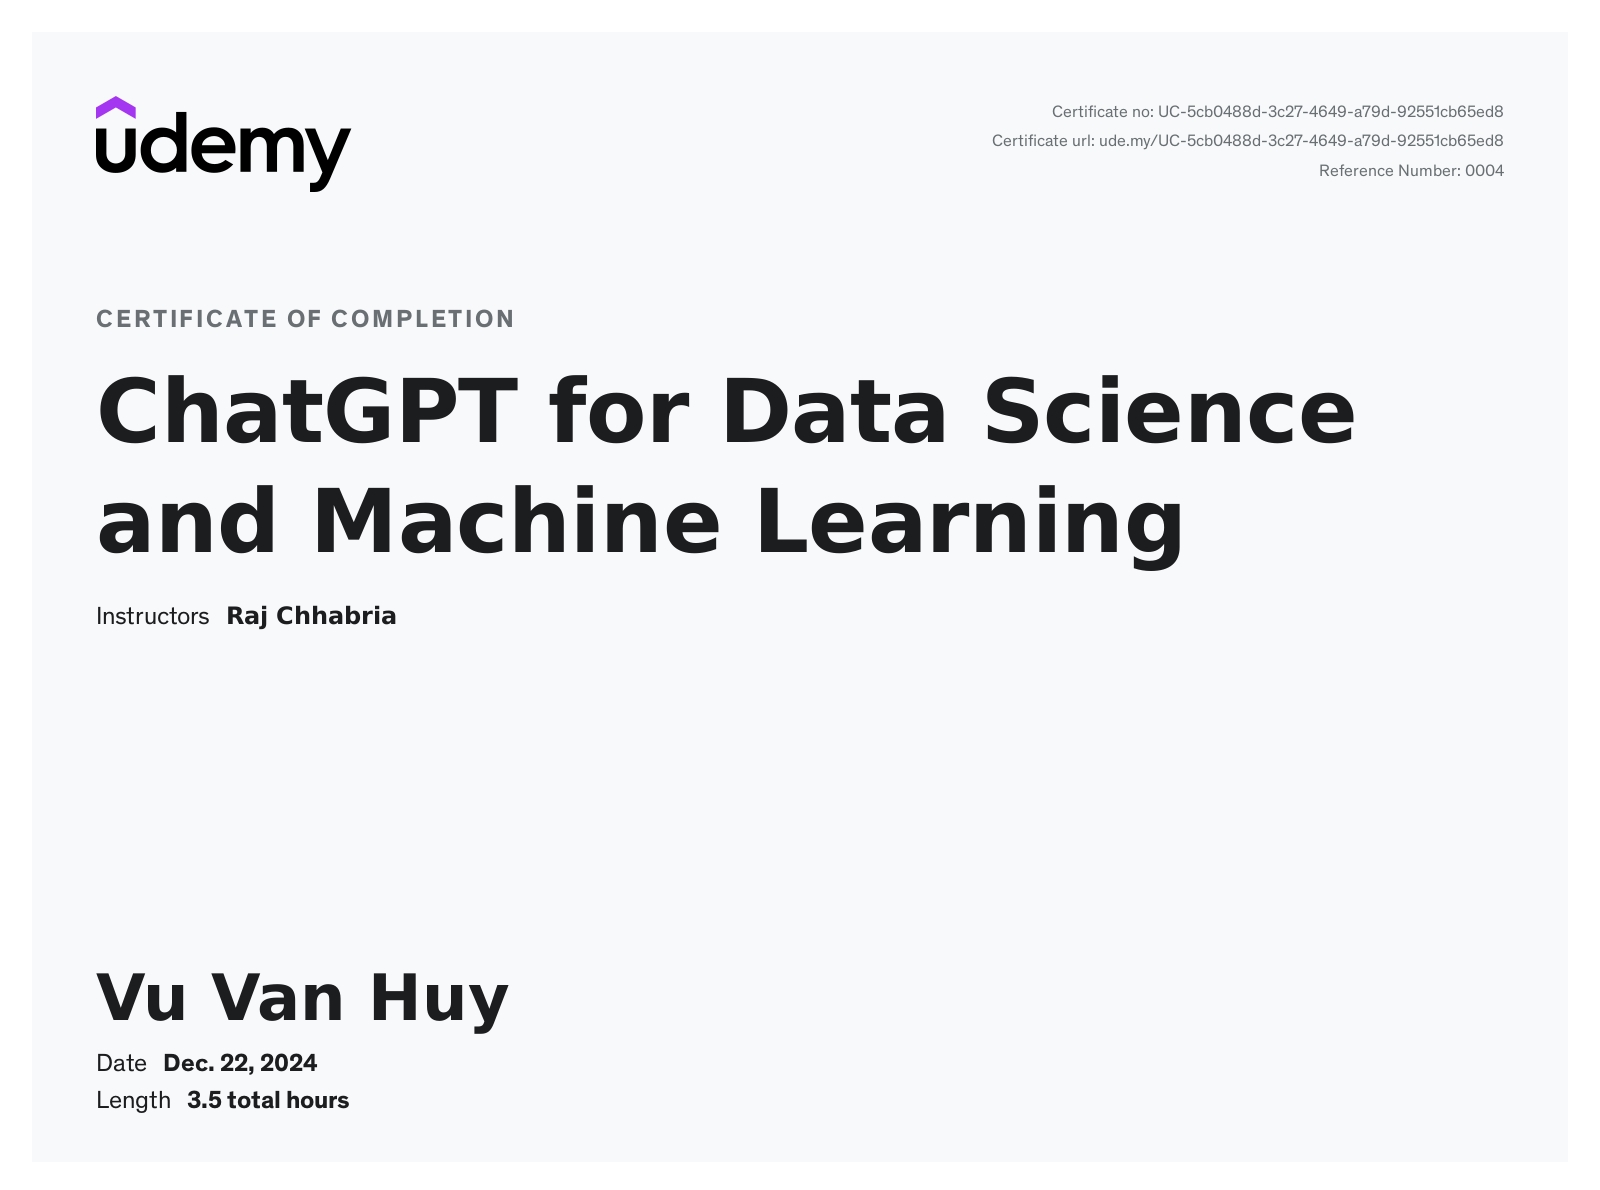 udemy
Certificate no: UC-5cb0488d-3c27-4649-a79d-92551cb65ed8
Certificate url: ude.my/UC-5cb0488d-3c27-4649-a79d-92551cb65ed8
Reference Number: 0004
CERTIFICATE OF COMPLETION
ChatGPT for Data Science
and Machine Learning
Instructors Raj Chhabria
Vu Van Huy
Date Dec. 22, 2024
Length 3.5 total hours